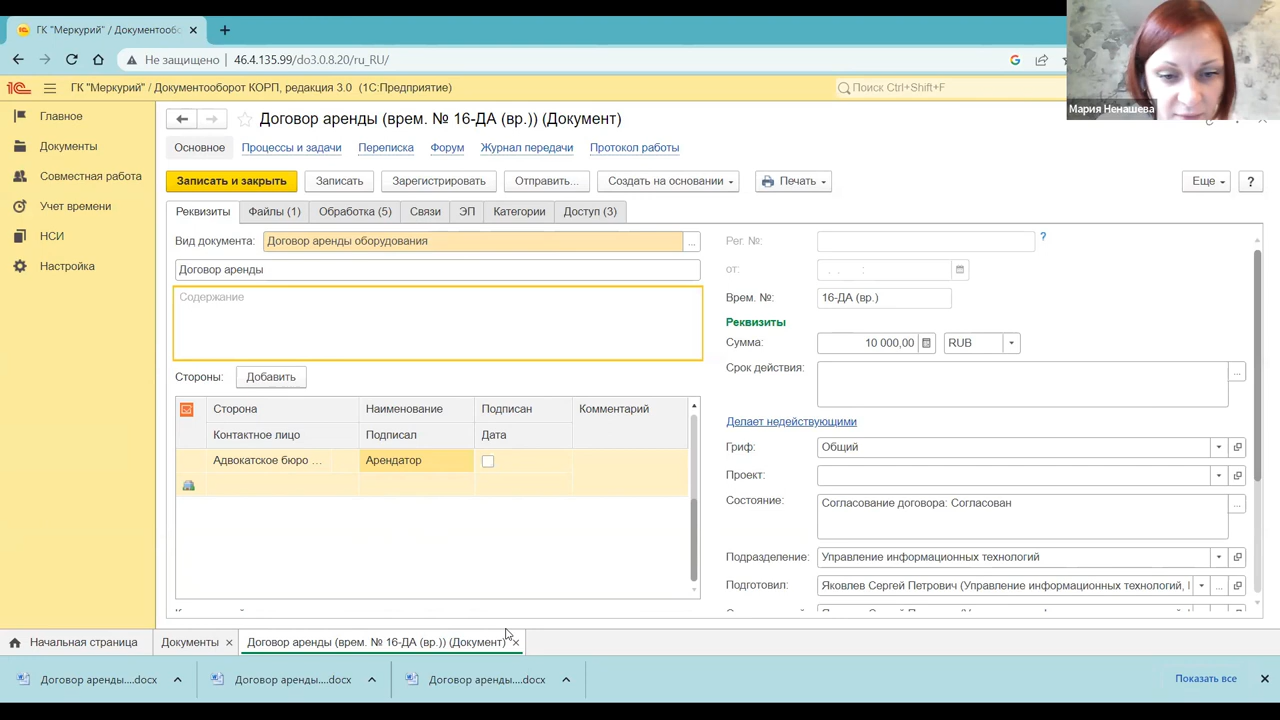 ГК "Меркурий" / Документообс
Не защищено 46.4.135.99/do3.0.8.20/ru_RU/
ГК "Меркурий" / Документооборот КОРП, редакция 3.0 (1С:Предприятие)
Поиск Ctrl+Shift+F
Мария Ненашева
Главное
Документы
Совместная работа
Учет времени
НСИ
Настройка
Договор аренды (врем. № 16-ДА (вр.)) (Документ)
Основное Процессы и задачи Переписка Форум Журнал передачи Протокол работы
Записать и закрыть Записать Зарегистрировать Отправить... Создать на основании Печать Еще ?
Реквизиты Файлы (1) Обработка (5) Связи ЭП Категории Доступ (3)
Вид документа: Договор аренды оборудования ...
Договор аренды
Содержание
Стороны: Добавить
Сторона Наименование Подписан Комментарий
Контактное лицо Подписал Дата
Адвокатское бюро ... Арендатор
Рег. №: ?
от: . . :
Врем. №: 16-ДА (вр.)
Реквизиты
Сумма: 10 000,00 RUB
Срок действия: ...
Делает недействующими
Гриф: Общий
Проект:
Состояние: Согласование договора: Согласован ...
Подразделение: Управление информационных технологий
Подготовил: Яковлев Сергей Петрович (Управление информационных технологий, ...
Начальная страница Документы Договор аренды (врем. № 16-ДА (вр.)) (Документ)
Договор аренды....docx Договор аренды....docx Договор аренды....docx Показать все